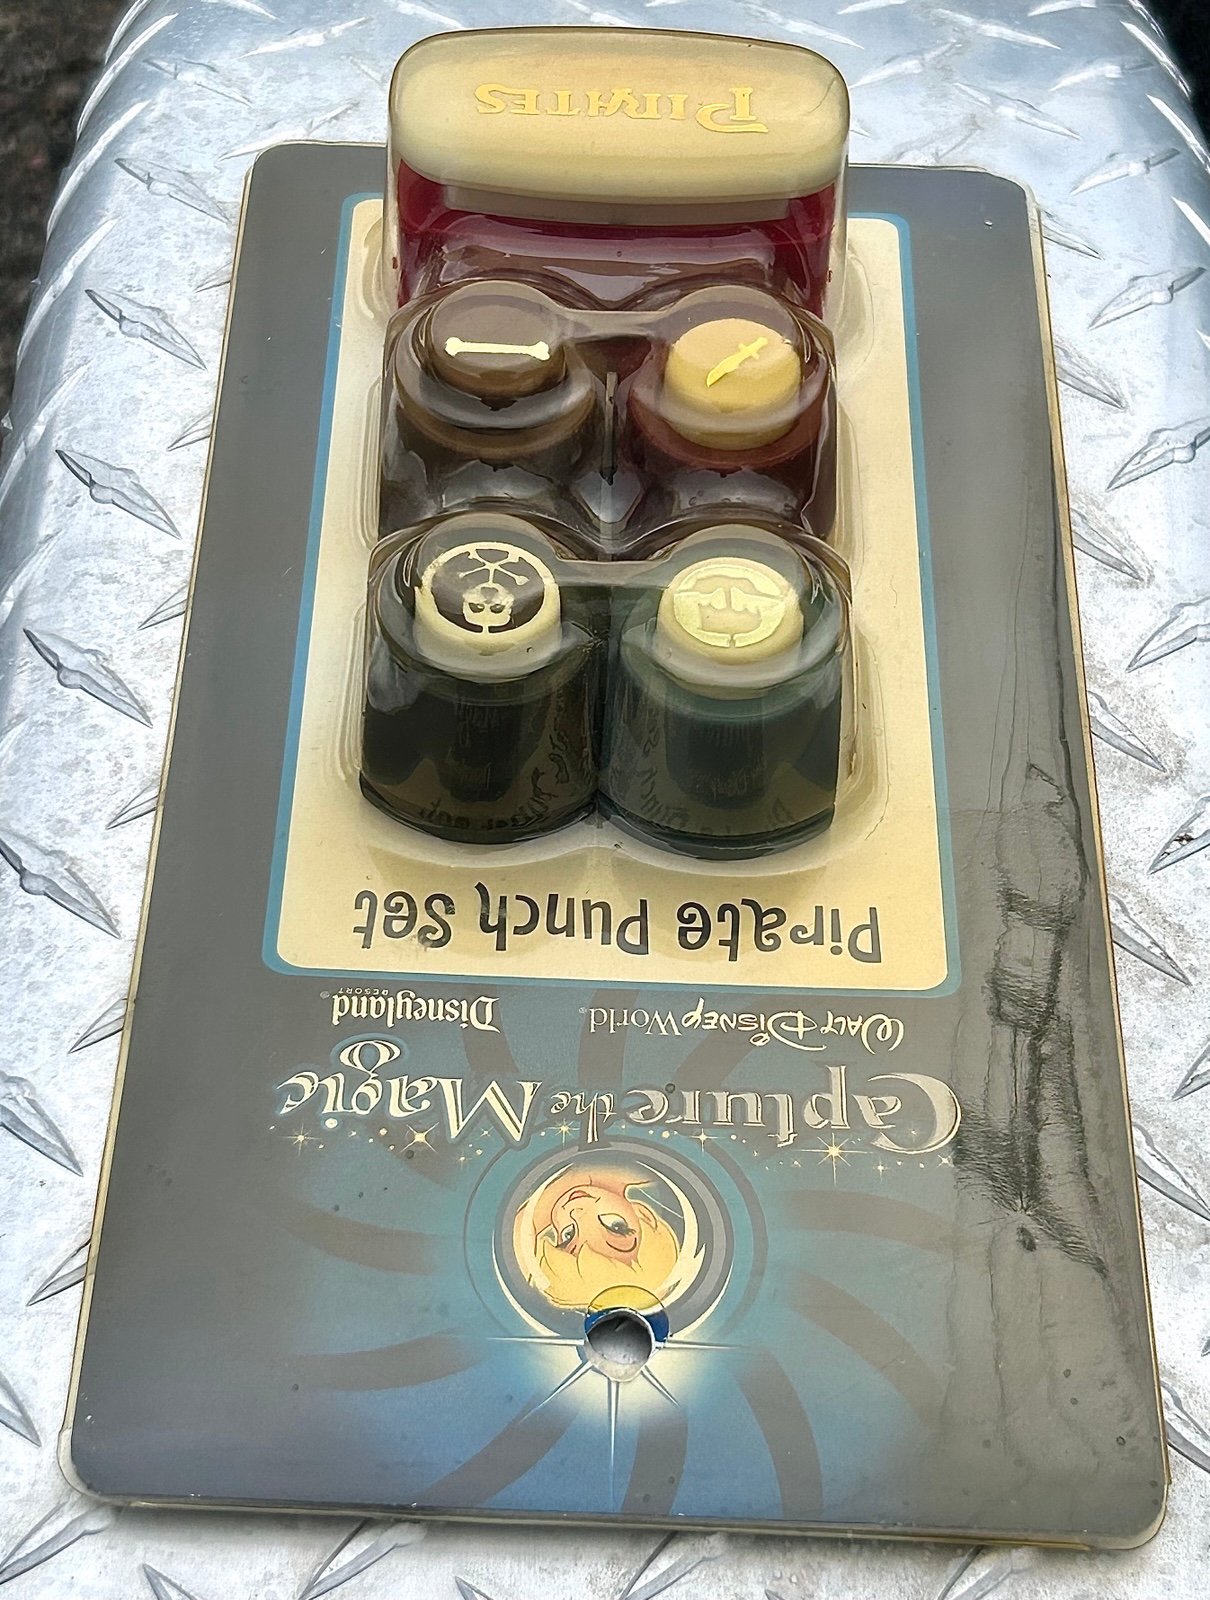 Capture the Magic
Walt Disney World® Disneyland®
RESORT
Pirate Punch Set
PIRATES